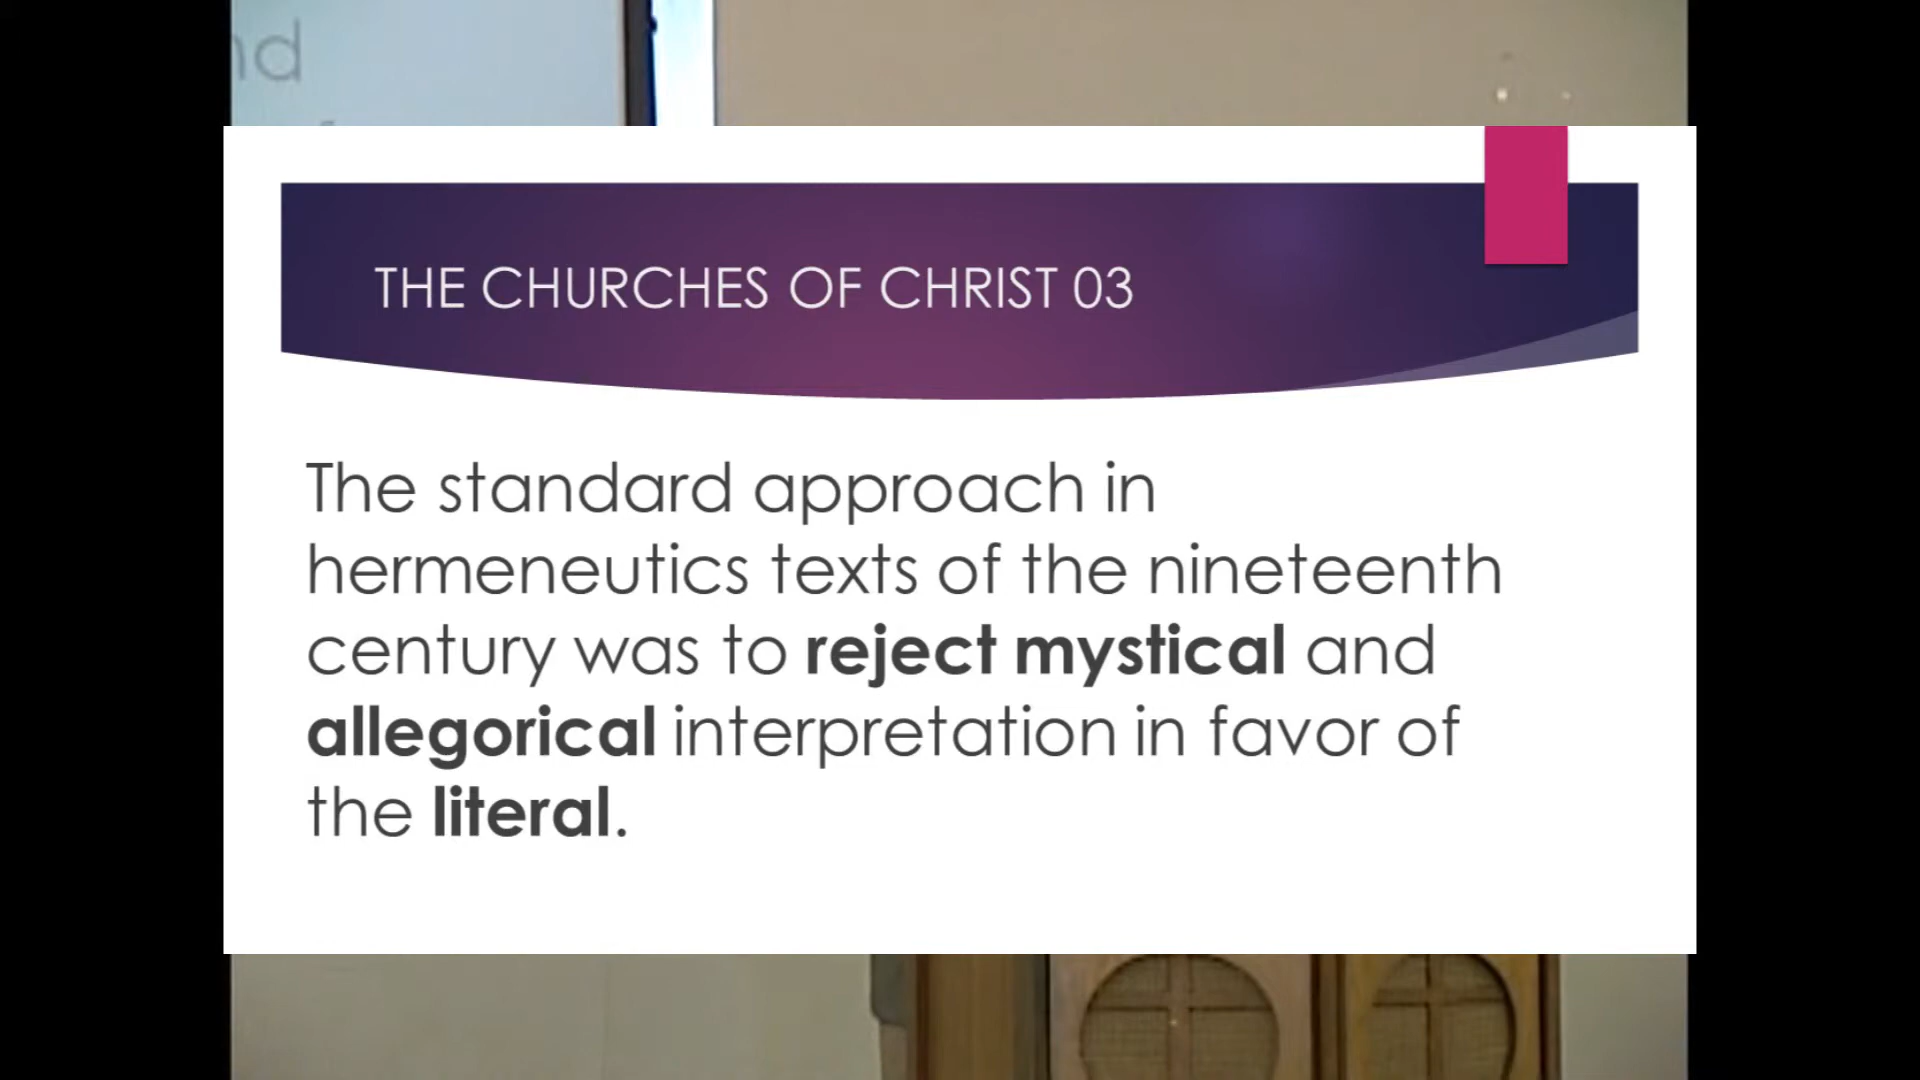 nd
THE CHURCHES OF CHRIST 03
The standard approach in
hermeneutics texts of the nineteenth
century was to reject mystical and
allegorical interpretation in favor of
the literal.